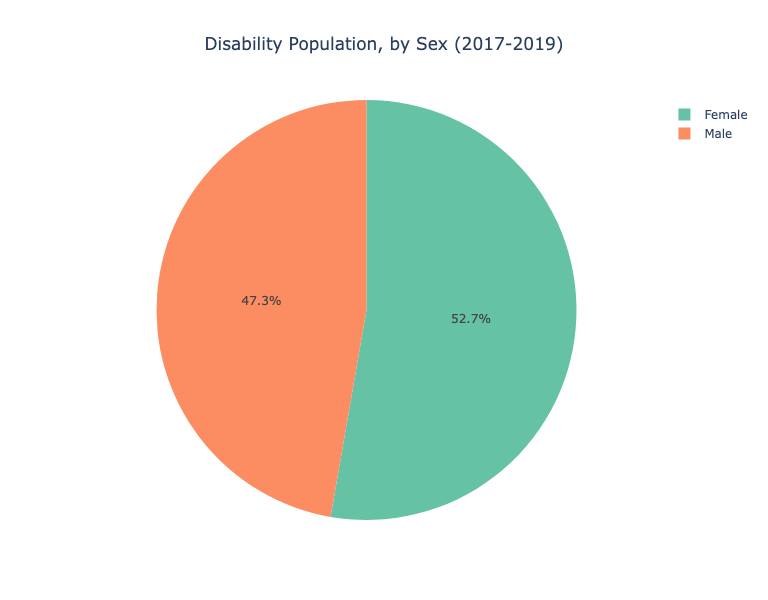 Disability Population, by Sex (2017-2019)
Female
Male
47.3%
52.7%